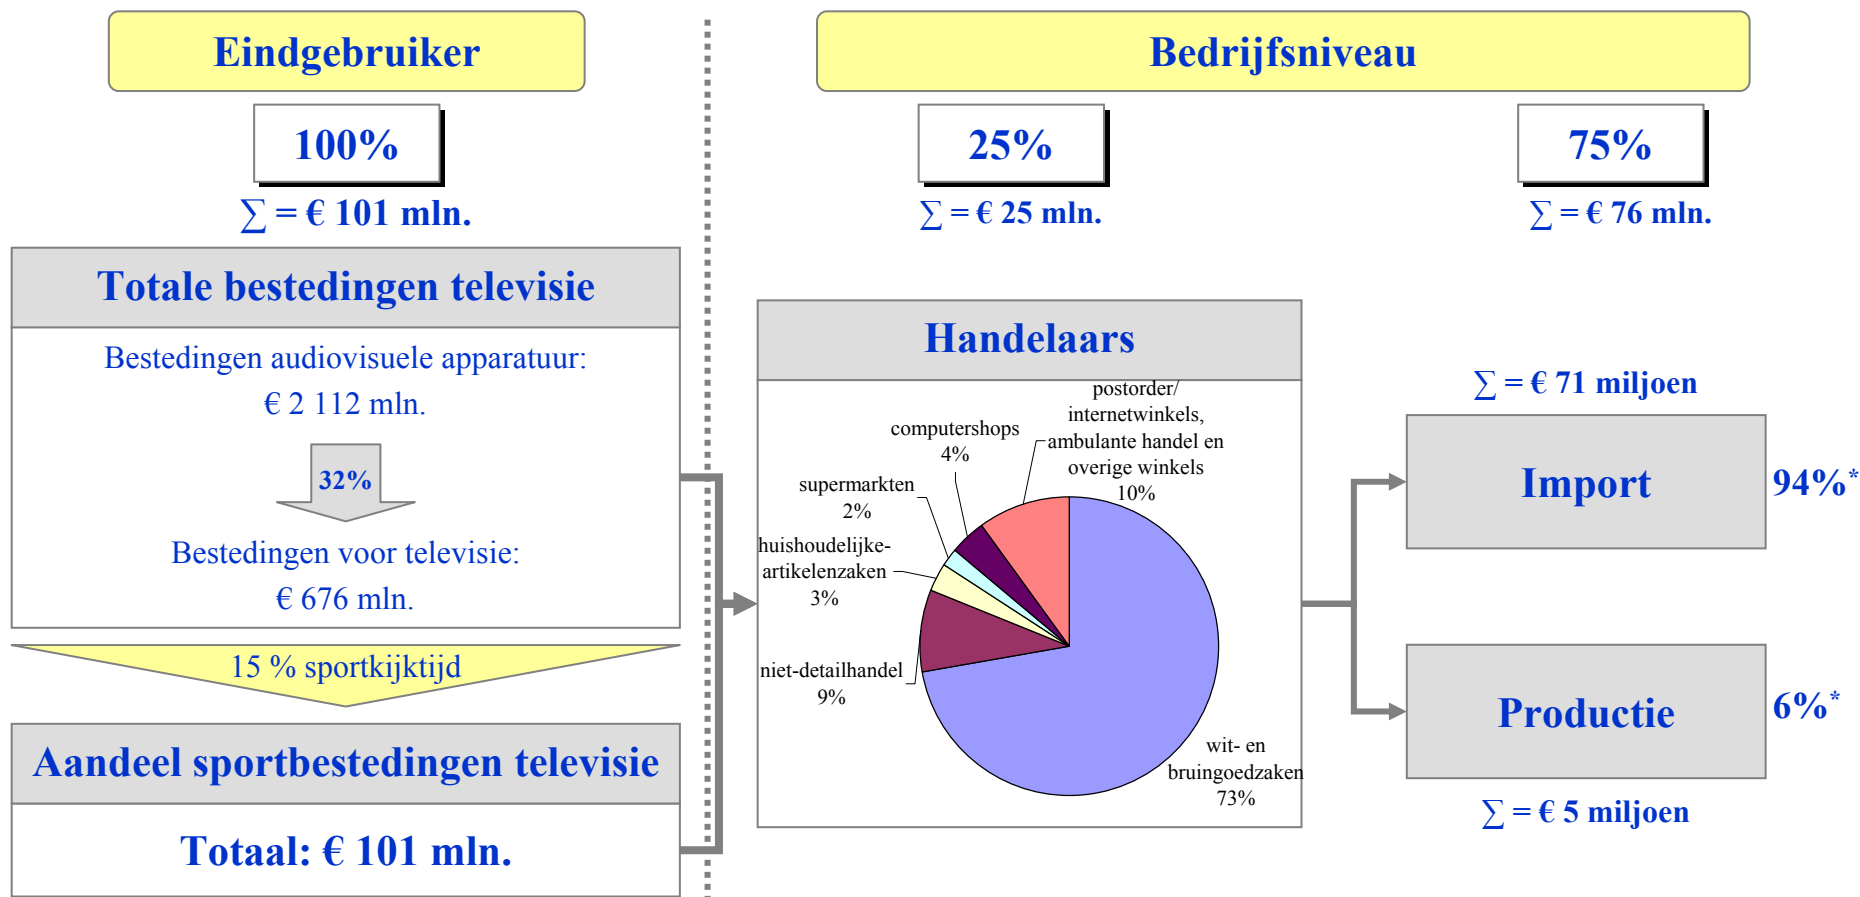 Eindgebruiker
100%
∑ = € 101 mln.
Totale bestedingen televisie
Bestedingen audiovisuele apparatuur:
€ 2 112 mln.
32%
Bestedingen voor televisie:
€ 676 mln.
15 % sportkijktijd
Aandeel sportbestedingen televisie
Totaal: € 101 mln.
Bedrijfsniveau
25%
∑ = € 25 mln.
75%
∑ = € 76 mln.
Handelaars
postorder/
internetwinkels,
ambulante handel en
overige winkels
10%
computershops
4%
supermarkten
2%
huishoudelijke-
artikelenzaken
3%
niet-detailhandel
9%
wit- en
bruingoedzaken
73%
∑ = € 71 miljoen
Import
94%*
Productie
6%*
∑ = € 5 miljoen